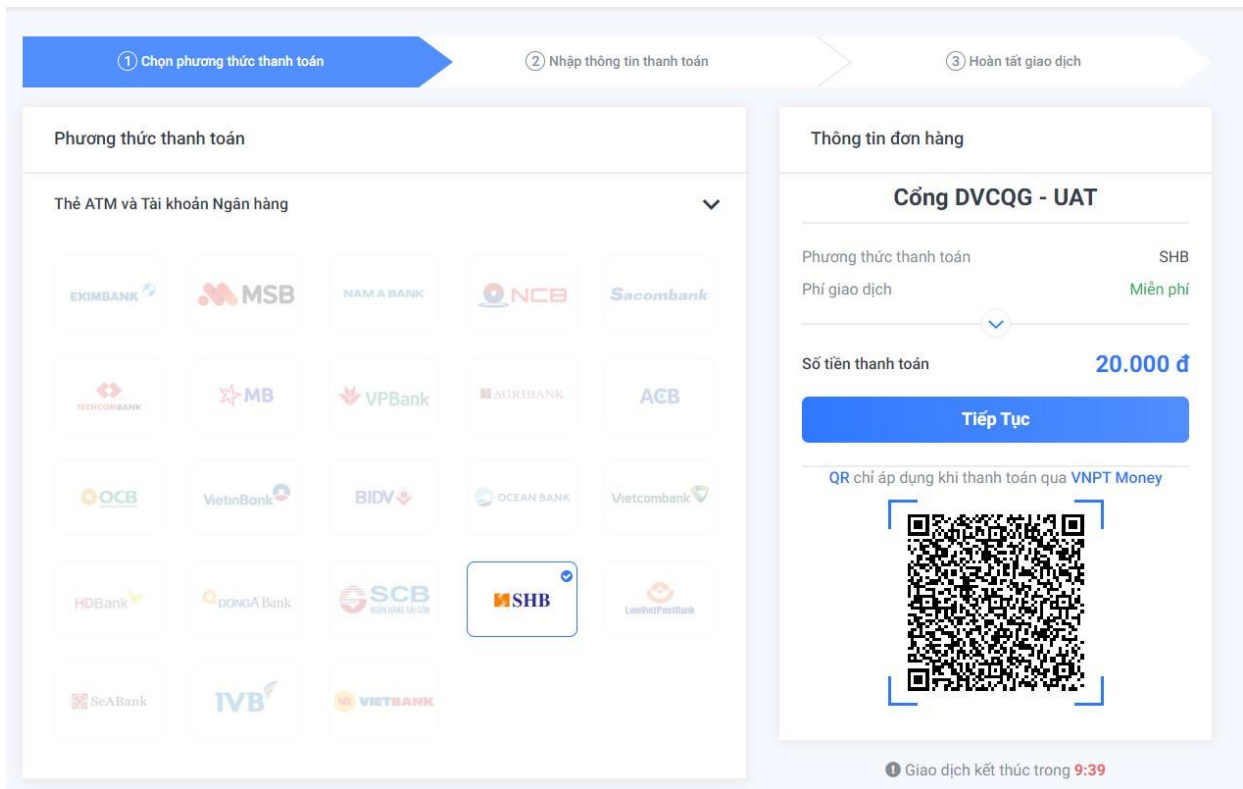 1 Chọn phương thức thanh toán
2 Nhập thông tin thanh toán
3 Hoàn tất giao dịch
Phương thức thanh toán
Thẻ ATM và Tài khoản Ngân hàng
EXIMBANK
MSB
NAM A BANK
NCB
Sacombank
TECHCOMBANK
MB
VPBank
AGRIBANK
ACB
OCB
VietinBank
BIDV
OCEAN BANK
Vietcombank
HDBank
DONGA Bank
SCB
NGÂN HÀNG SÀI GÒN
SHB
LienVietPostBank
SeABank
IVB
VIETBANK
Thông tin đơn hàng
Cổng DVCQG - UAT
Phương thức thanh toán SHB
Phí giao dịch Miễn phí
Số tiền thanh toán 20.000 đ
Tiếp Tục
QR chỉ áp dụng khi thanh toán qua VNPT Money
Giao dịch kết thúc trong 9:39